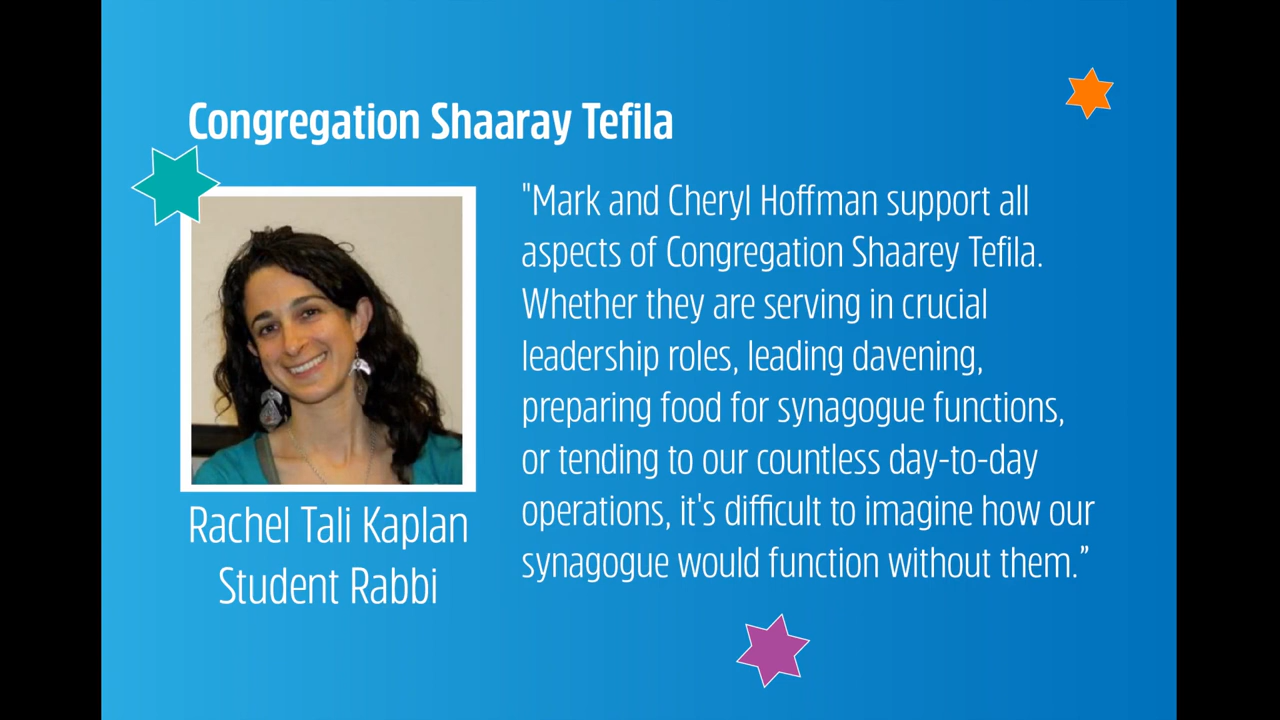 Congregation Shaaray Tefila
"Mark and Cheryl Hoffman support all
aspects of Congregation Shaarey Tefila.
Whether they are serving in crucial
leadership roles, leading davening,
preparing food for synagogue functions,
or tending to our countless day-to-day
operations, it's difficult to imagine how our
synagogue would function without them.”
Rachel Tali Kaplan
Student Rabbi